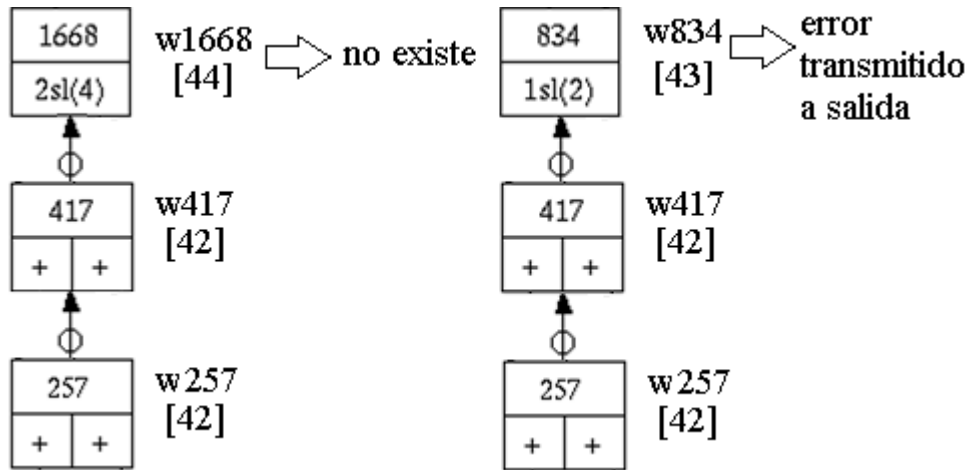 1668
2sl(4)
w1668
[44]
no existe
417
+ +
w417
[42]
257
+ +
w257
[42]
834
1sl(2)
w834
[43]
error
transmitido
a salida
417
+ +
w417
[42]
257
+ +
w257
[42]